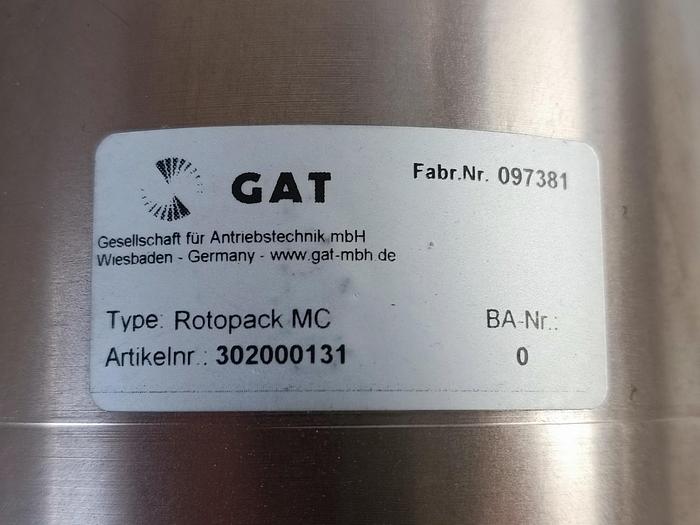 GAT
Fabr.Nr. 097381
Gesellschaft für Antriebstechnik mbH
Wiesbaden - Germany - www.gat-mbh.de
Type: Rotopack MC
BA-Nr.:
Artikelnr.: 302000131
0